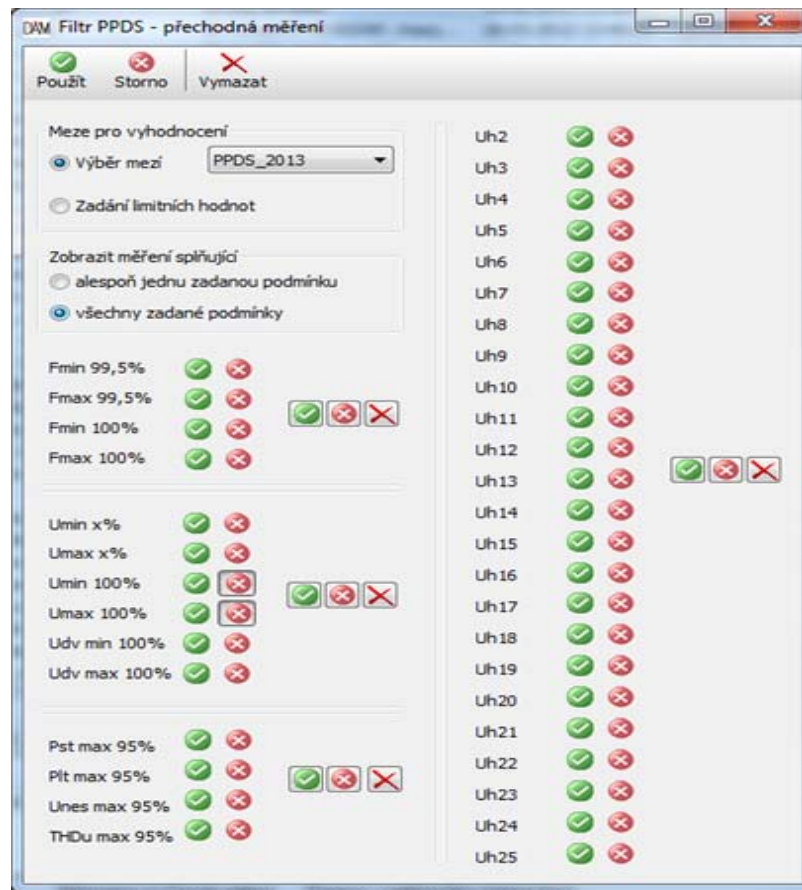 DAM Filtr PPDS - přechodná měření
Použít Storno Vymazat
Meze pro vyhodnocení
Výběr mezí PPDS_2013
Zadání limitních hodnot
Zobrazit měření splňující
alespoň jednu zadanou podmínku
všechny zadané podmínky
Fmin 99,5%
Fmax 99,5%
Fmin 100%
Fmax 100%
Umin x%
Umax x%
Umin 100%
Umax 100%
Udv min 100%
Udv max 100%
Pst max 95%
Plt max 95%
Unes max 95%
THDu max 95%
Uh2
Uh3
Uh4
Uh5
Uh6
Uh7
Uh8
Uh9
Uh10
Uh11
Uh12
Uh13
Uh14
Uh15
Uh16
Uh17
Uh18
Uh19
Uh20
Uh21
Uh22
Uh23
Uh24
Uh25